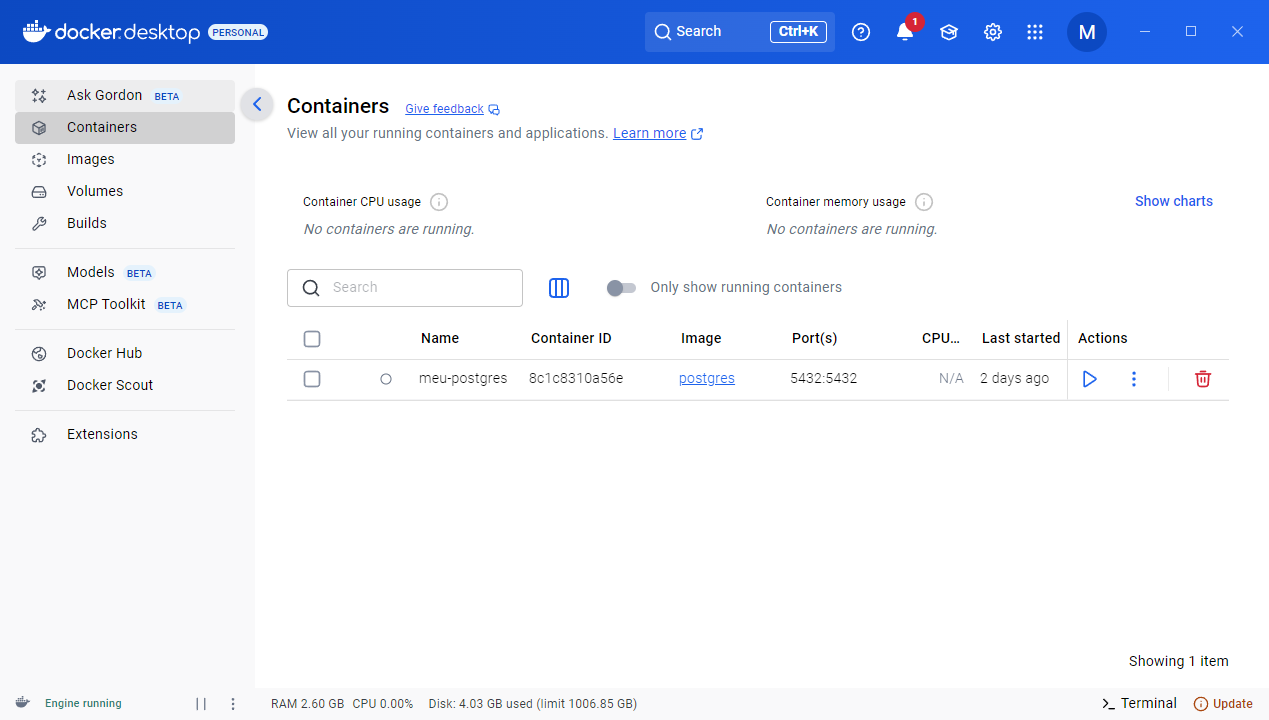 docker.desktop PERSONAL
Search Ctrl+K
1
M
Ask Gordon BETA
Containers
Images
Volumes
Builds
Models BETA
MCP Toolkit BETA
Docker Hub
Docker Scout
Extensions
Containers Give feedback
View all your running containers and applications. Learn more
Container CPU usage
No containers are running.
Container memory usage
No containers are running.
Show charts
Search
Only show running containers
Name Container ID Image Port(s) CPU... Last started Actions
meu-postgres 8c1c8310a56e postgres 5432:5432 N/A 2 days ago
Showing 1 item
Engine running
RAM 2.60 GB CPU 0.00% Disk: 4.03 GB used (limit 1006.85 GB)
Terminal
Update